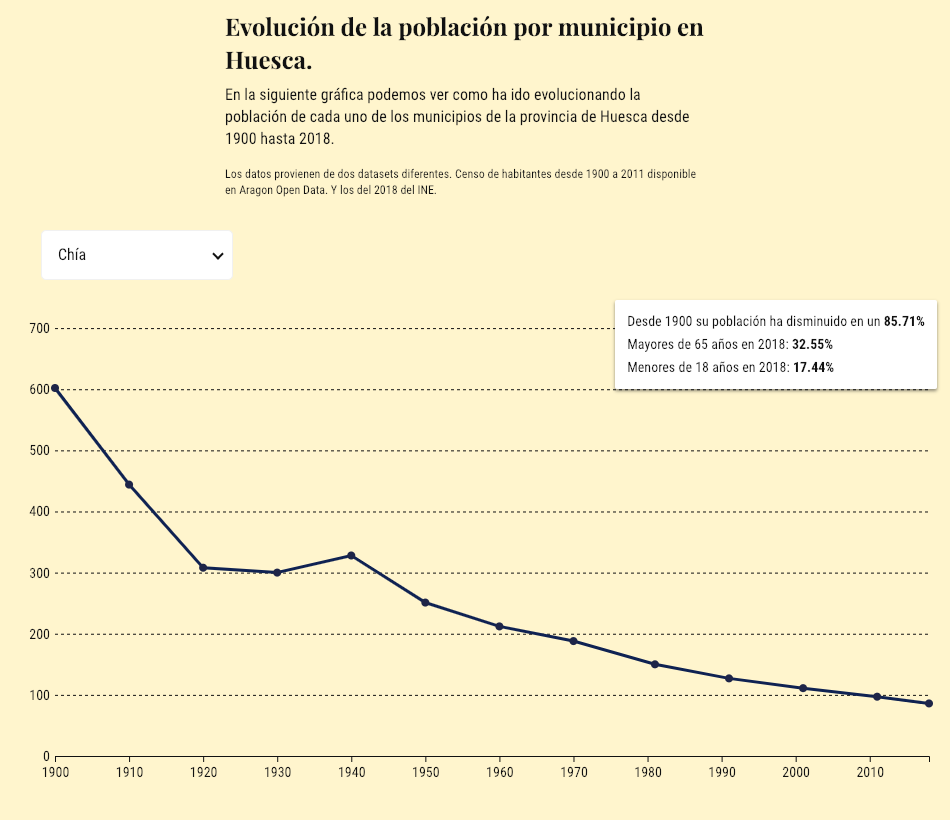 Evolución de la población por municipio en
Huesca.
En la siguiente gráfica podemos ver como ha ido evolucionando la
población de cada uno de los municipios de la provincia de Huesca desde
1900 hasta 2018.
Los datos provienen de dos datasets diferentes. Censo de habitantes desde 1900 a 2011 disponible
en Aragon Open Data. Y los del 2018 del INE.
Chía
Desde 1900 su población ha disminuido en un 85.71%
Mayores de 65 años en 2018: 32.55%
Menores de 18 años en 2018: 17.44%
700
600
500
400
300
200
100
0
1900 1910 1920 1930 1940 1950 1960 1970 1980 1990 2000 2010